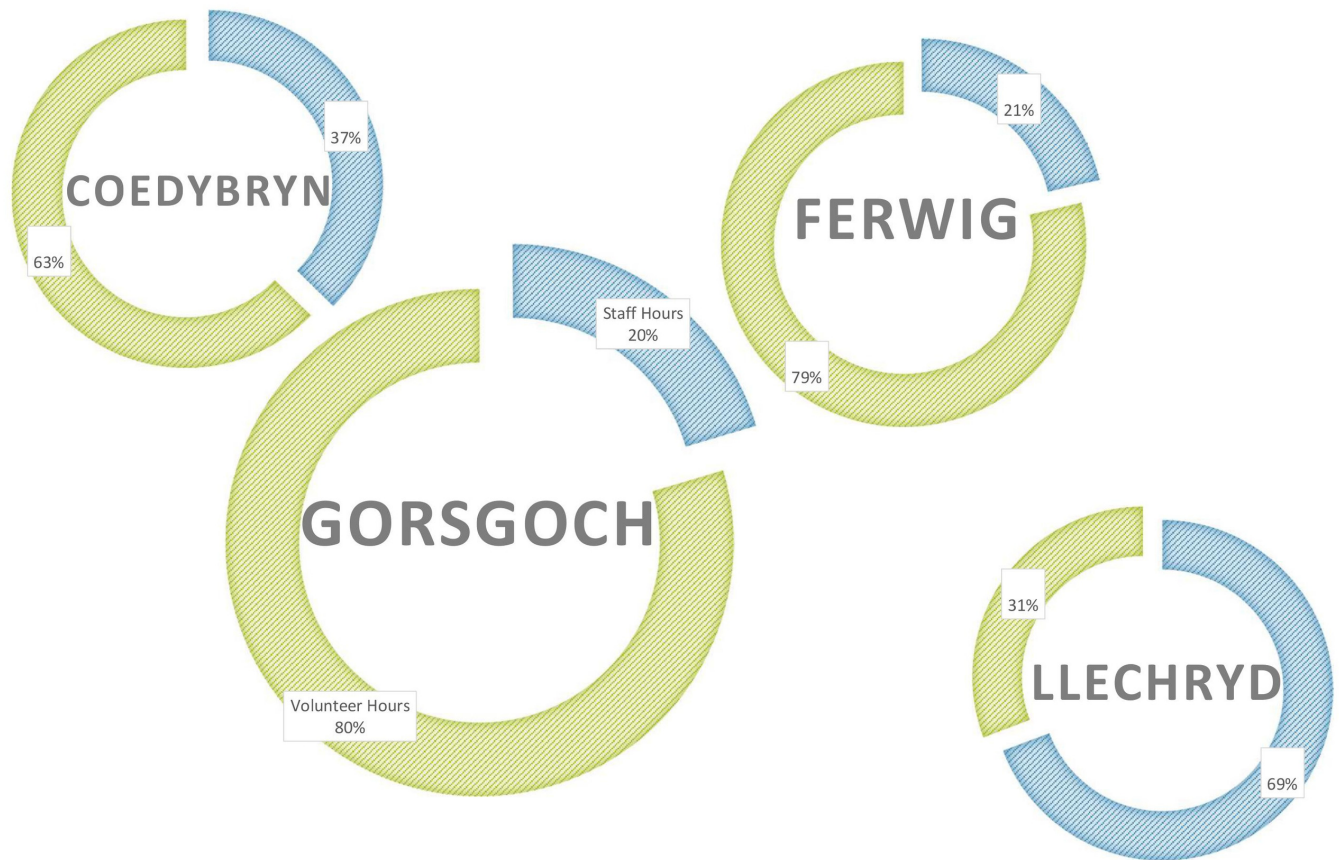 37%
COEDYBRYN
63%
21%
FERWIG
79%
Staff Hours
20%
GORSGOCH
Volunteer Hours
80%
31%
LLECHRYD
69%